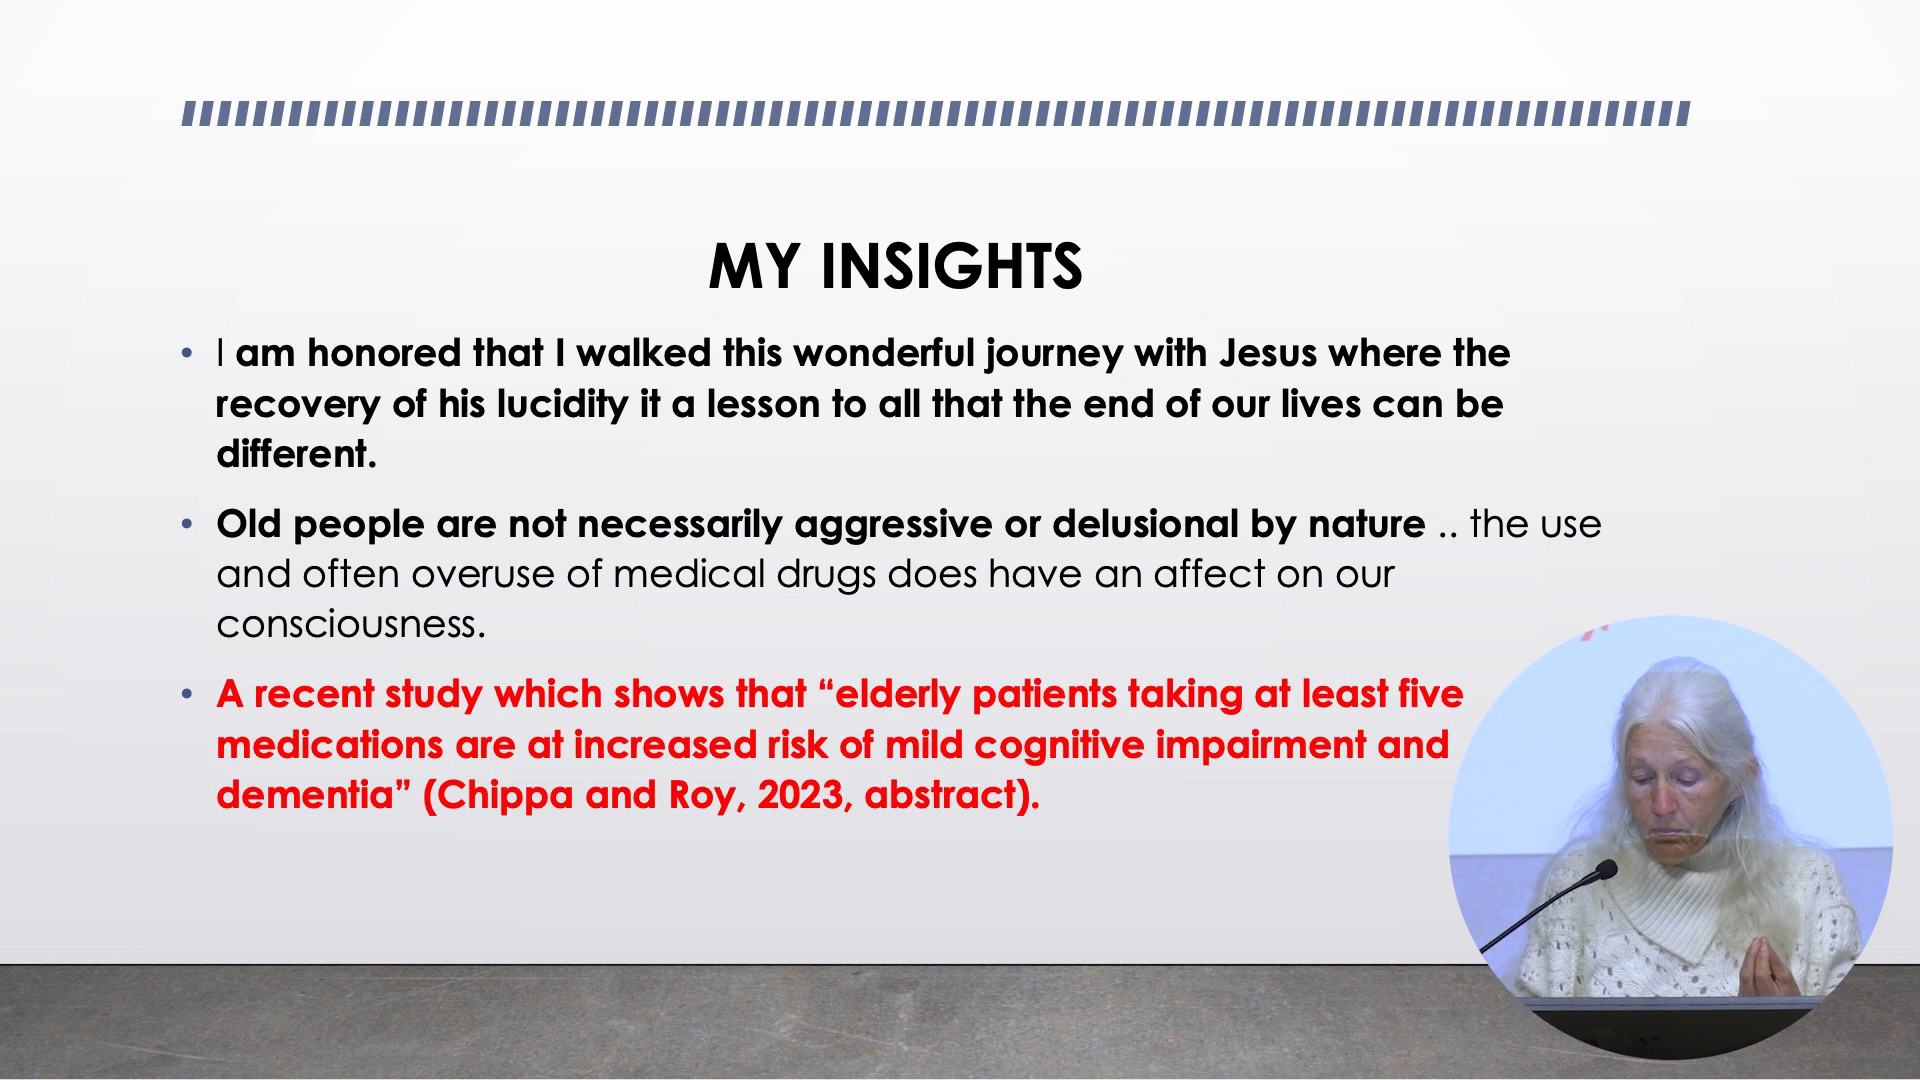 MY INSIGHTS
• I am honored that I walked this wonderful journey with Jesus where the
recovery of his lucidity it a lesson to all that the end of our lives can be
different.
• Old people are not necessarily aggressive or delusional by nature .. the use
and often overuse of medical drugs does have an affect on our
consciousness.
• A recent study which shows that “elderly patients taking at least five
medications are at increased risk of mild cognitive impairment and
dementia” (Chippa and Roy, 2023, abstract).